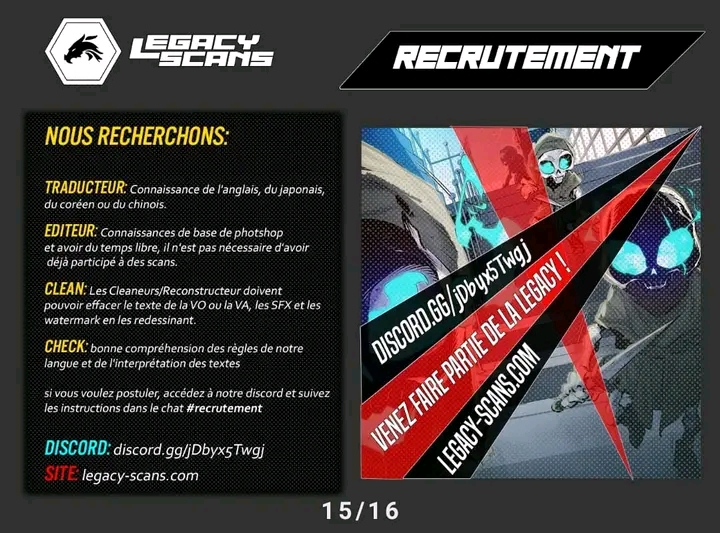 LEGACY
SCANS
RECRUTEMENT
NOUS RECHERCHONS:
TRADUCTEUR: Connaissance de l'anglais, du japonais,
du coréen ou du chinois.
EDITEUR: Connaissances de base de photshop
et avoir du temps libre, il n'est pas nécessaire d'avoir
déjà participé à des scans.
CLEAN: Les Cleaneurs/Reconstructeur doivent
pouvoir effacer le texte de la VO ou la VA, les SFX et les
watermark en les redessinant.
CHECK: bonne compréhension des règles de notre
langue et de l'interprétation des textes
si vous voulez postuler, accédez à notre discord et suivez
les instructions dans le chat #recrutement
DISCORD: discord.gg/jDbyx5Twgj
SITE: legacy-scans.com
DISCORD.GG/jDbyx5Twgj
VENEZ FAIRE PARTIE DE LA LEGACY !
LEGACY-SCANS.COM
15/16